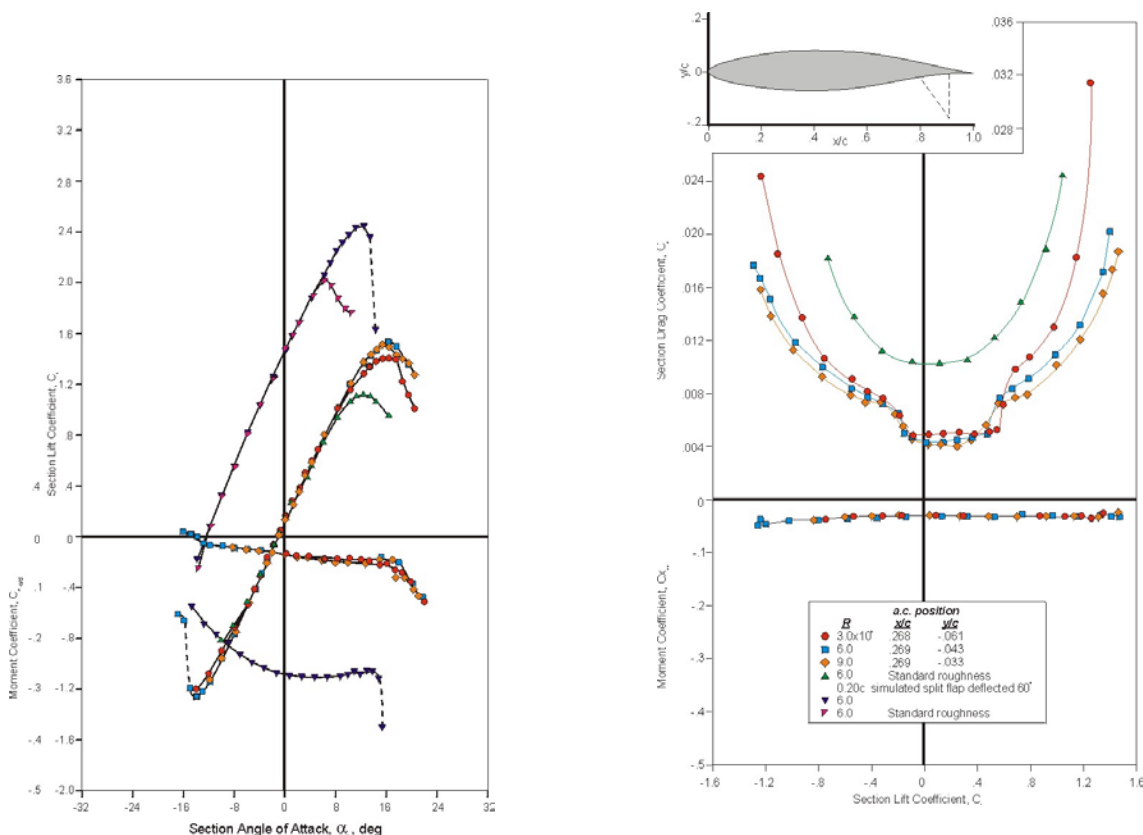 3.6
3.2
2.8
2.4
2.0
1.6
1.2
.8
.4
0
-.4
-.8
-1.2
-1.6
-2.0
Section Lift Coefficient, C
.4
0
.1
-.2
-.3
-.4
-.5
Moment Coefficient, C
-32 -24 -16 -8 0 8 16 24 32
Section Angle of Attack, α , deg
.2
0
-.2
y/c
0 .2 .4 .6 .8 1.0
x/c
.036
.032
.028
.024
.020
.016
.012
.008
.004
0
Section Drag Coefficient, C
-.1
-.2
-.3
-.4
-.5
Moment Coefficient, Cx
a.c. position
R x/c y/c
3.0x10 .268 -.061
6.0 .269 -.043
9.0 .269 -.033
6.0 Standard roughness
0.20c simulated split flap deflected 60°
6.0
6.0 Standard roughness
-1.6 -1.2 -.8 -.4 0 .4 .8 1.2 1.6
Section Lift Coefficient, C